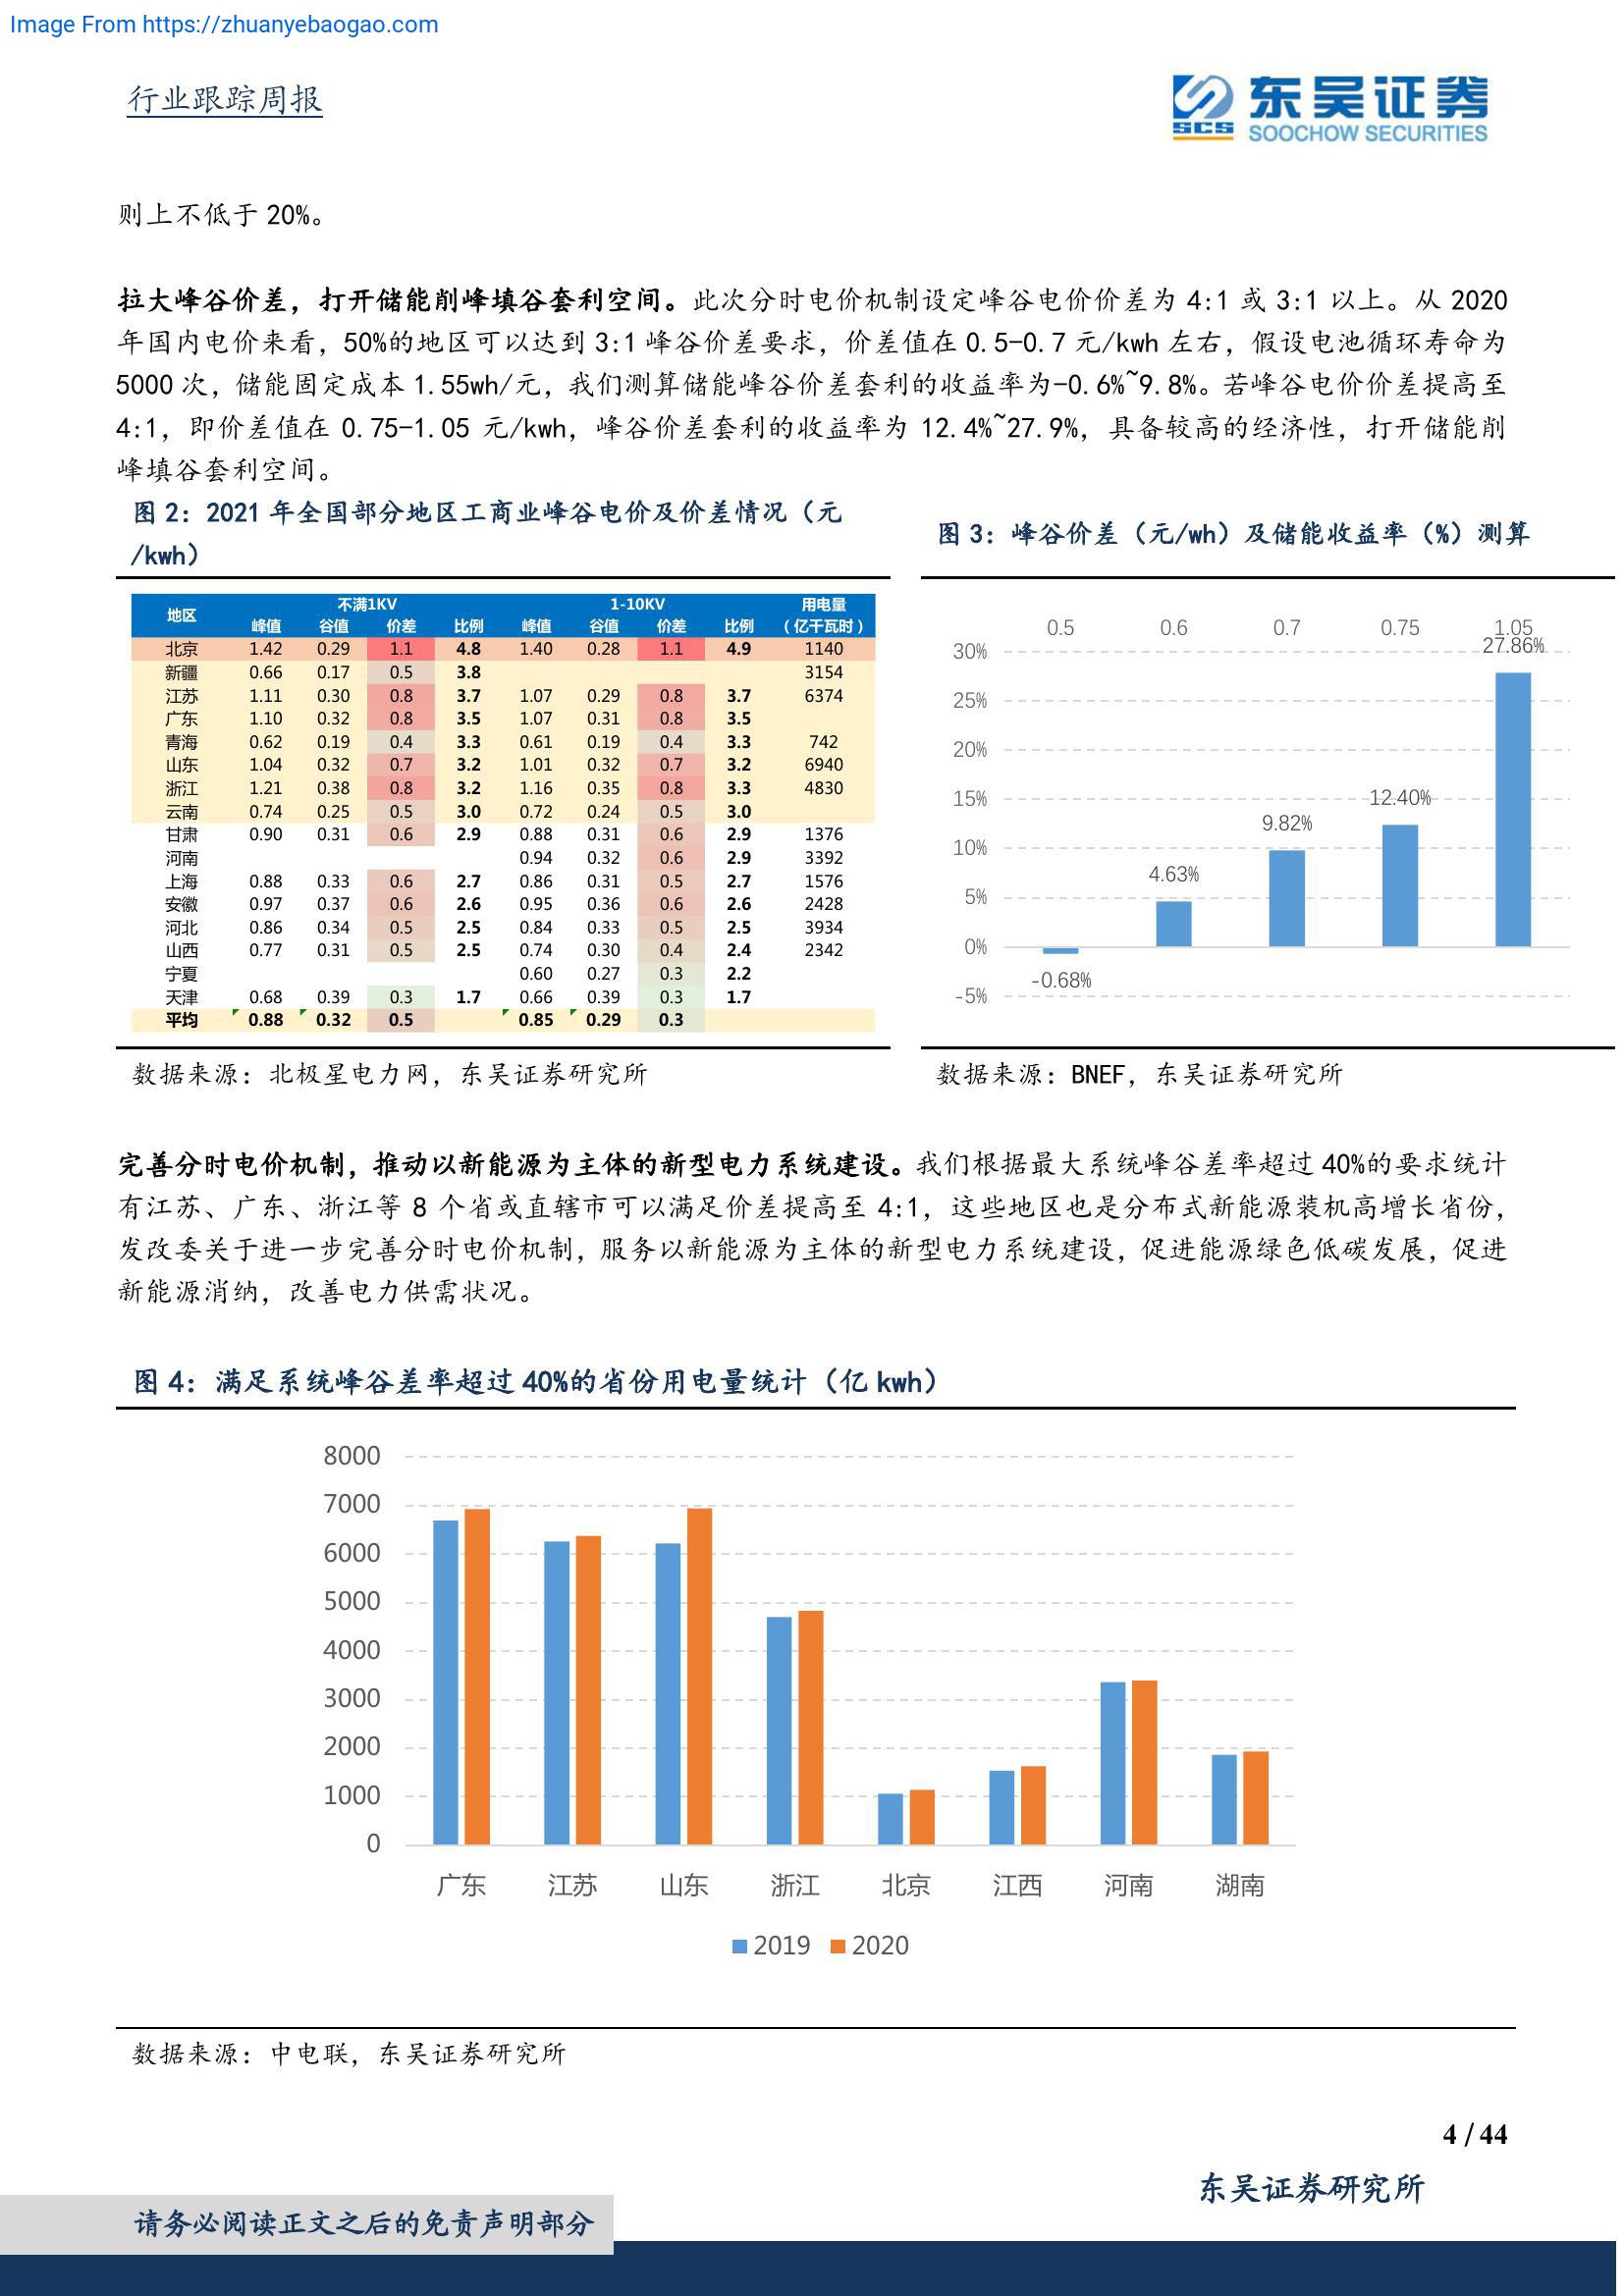 Image From https://zhuanyebaogao.com
行业跟踪周报
SCS
东吴证券
SOOCHOW SECURITIES
则上不低于 20%。
拉大峰谷价差，打开储能削峰填谷套利空间。此次分时电价机制设定峰谷电价价差为 4:1 或 3:1 以上。从 2020
年国内电价来看，50%的地区可以达到 3:1 峰谷价差要求，价差值在 0.5-0.7 元/kwh 左右，假设电池循环寿命为
5000 次，储能固定成本 1.55wh/元，我们测算储能峰谷价差套利的收益率为-0.6%~9.8%。若峰谷电价价差提高至
4:1，即价差值在 0.75-1.05 元/kwh，峰谷价差套利的收益率为 12.4%~27.9%，具备较高的经济性，打开储能削
峰填谷套利空间。
图 2：2021 年全国部分地区工商业峰谷电价及价差情况（元
/kwh）
地区 不满1KV 1-10KV 用电量
峰值 谷值 价差 比例 峰值 谷值 价差 比例 （亿千瓦时）
北京 1.42 0.29 1.1 4.8 1.40 0.28 1.1 4.9 1140
新疆 0.66 0.17 0.5 3.8 3154
江苏 1.11 0.30 0.8 3.7 1.07 0.29 0.8 3.7 6374
广东 1.10 0.32 0.8 3.5 1.07 0.31 0.8 3.5
青海 0.62 0.19 0.4 3.3 0.61 0.19 0.4 3.3 742
山东 1.04 0.32 0.7 3.2 1.01 0.32 0.7 3.2 6940
浙江 1.21 0.38 0.8 3.2 1.16 0.35 0.8 3.3 4830
云南 0.74 0.25 0.5 3.0 0.72 0.24 0.5 3.0
甘肃 0.90 0.31 0.6 2.9 0.88 0.31 0.6 2.9 1376
河南 0.94 0.32 0.6 2.9 3392
上海 0.88 0.33 0.6 2.7 0.86 0.31 0.5 2.7 1576
安徽 0.97 0.37 0.6 2.6 0.95 0.36 0.6 2.6 2428
河北 0.86 0.34 0.5 2.5 0.84 0.33 0.5 2.5 3934
山西 0.77 0.31 0.5 2.5 0.74 0.30 0.4 2.4 2342
宁夏 0.60 0.27 0.3 2.2
天津 0.68 0.39 0.3 1.7 0.66 0.39 0.3 1.7
平均 0.88 0.32 0.5 0.85 0.29 0.3
数据来源：北极星电力网，东吴证券研究所
图 3：峰谷价差（元/wh）及储能收益率（%）测算
0.5 0.6 0.7 0.75 1.05
30%
27.86%
25%
20%
15%
12.40%
9.82%
10%
4.63%
5%
0%
-0.68%
-5%
数据来源：BNEF，东吴证券研究所
完善分时电价机制，推动以新能源为主体的新型电力系统建设。我们根据最大系统峰谷差率超过 40%的要求统计
有江苏、广东、浙江等 8 个省或直辖市可以满足价差提高至 4:1，这些地区也是分布式新能源装机高增长省份，
发改委关于进一步完善分时电价机制，服务以新能源为主体的新型电力系统建设，促进能源绿色低碳发展，促进
新能源消纳，改善电力供需状况。
图 4：满足系统峰谷差率超过 40%的省份用电量统计（亿 kwh）
8000
7000
6000
5000
4000
3000
2000
1000
0
广东 江苏 山东 浙江 北京 江西 河南 湖南
2019 2020
数据来源：中电联，东吴证券研究所
4 / 44
东吴证券研究所
请务必阅读正文之后的免责声明部分